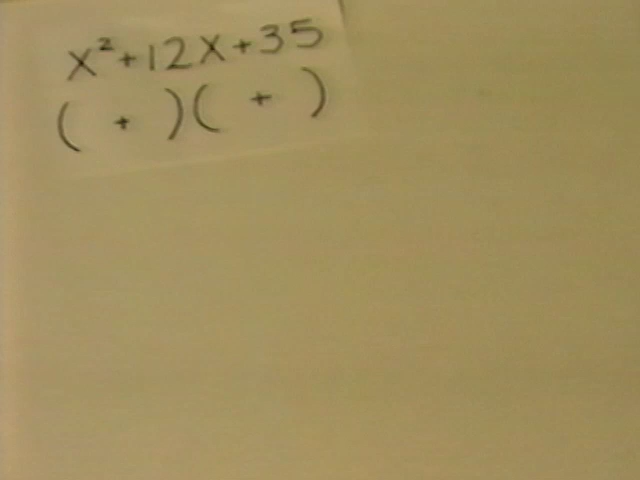 x²+12x+35
( + )( + )